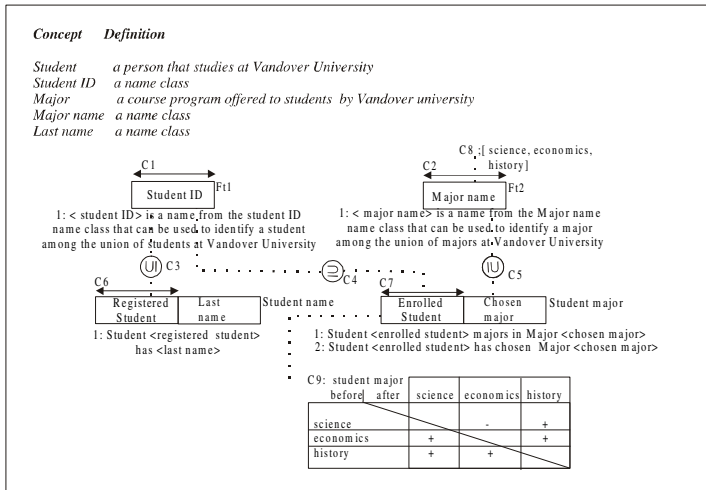 Concept Definition
Student a person that studies at Vandover University
Student ID a name class
Major a course program offered to students by Vandover university
Major name a name class
Last name a name class
C8 ;[ science, economics,
history]
C1
C2
Student ID
Ft1
Major name
Ft2
1: < student ID> is a name from the student ID
name class that can be used to identify a student
among the union of students at Vandover University
1: < major name> is a name from the Major name
name class that can be used to identify a major
among the union of majors at Vandover University
C3
C4
C5
C6
C7
Registered Student
Last name
Student name
Enrolled Student
Chosen major
Student major
1: Student <registered student>
has <last name>
1: Student <enrolled student> majors in Major <chosen major>
2: Student <enrolled student> has chosen Major <chosen major>
C9: student major
before after science economics history
science - +
economics + +
history + +